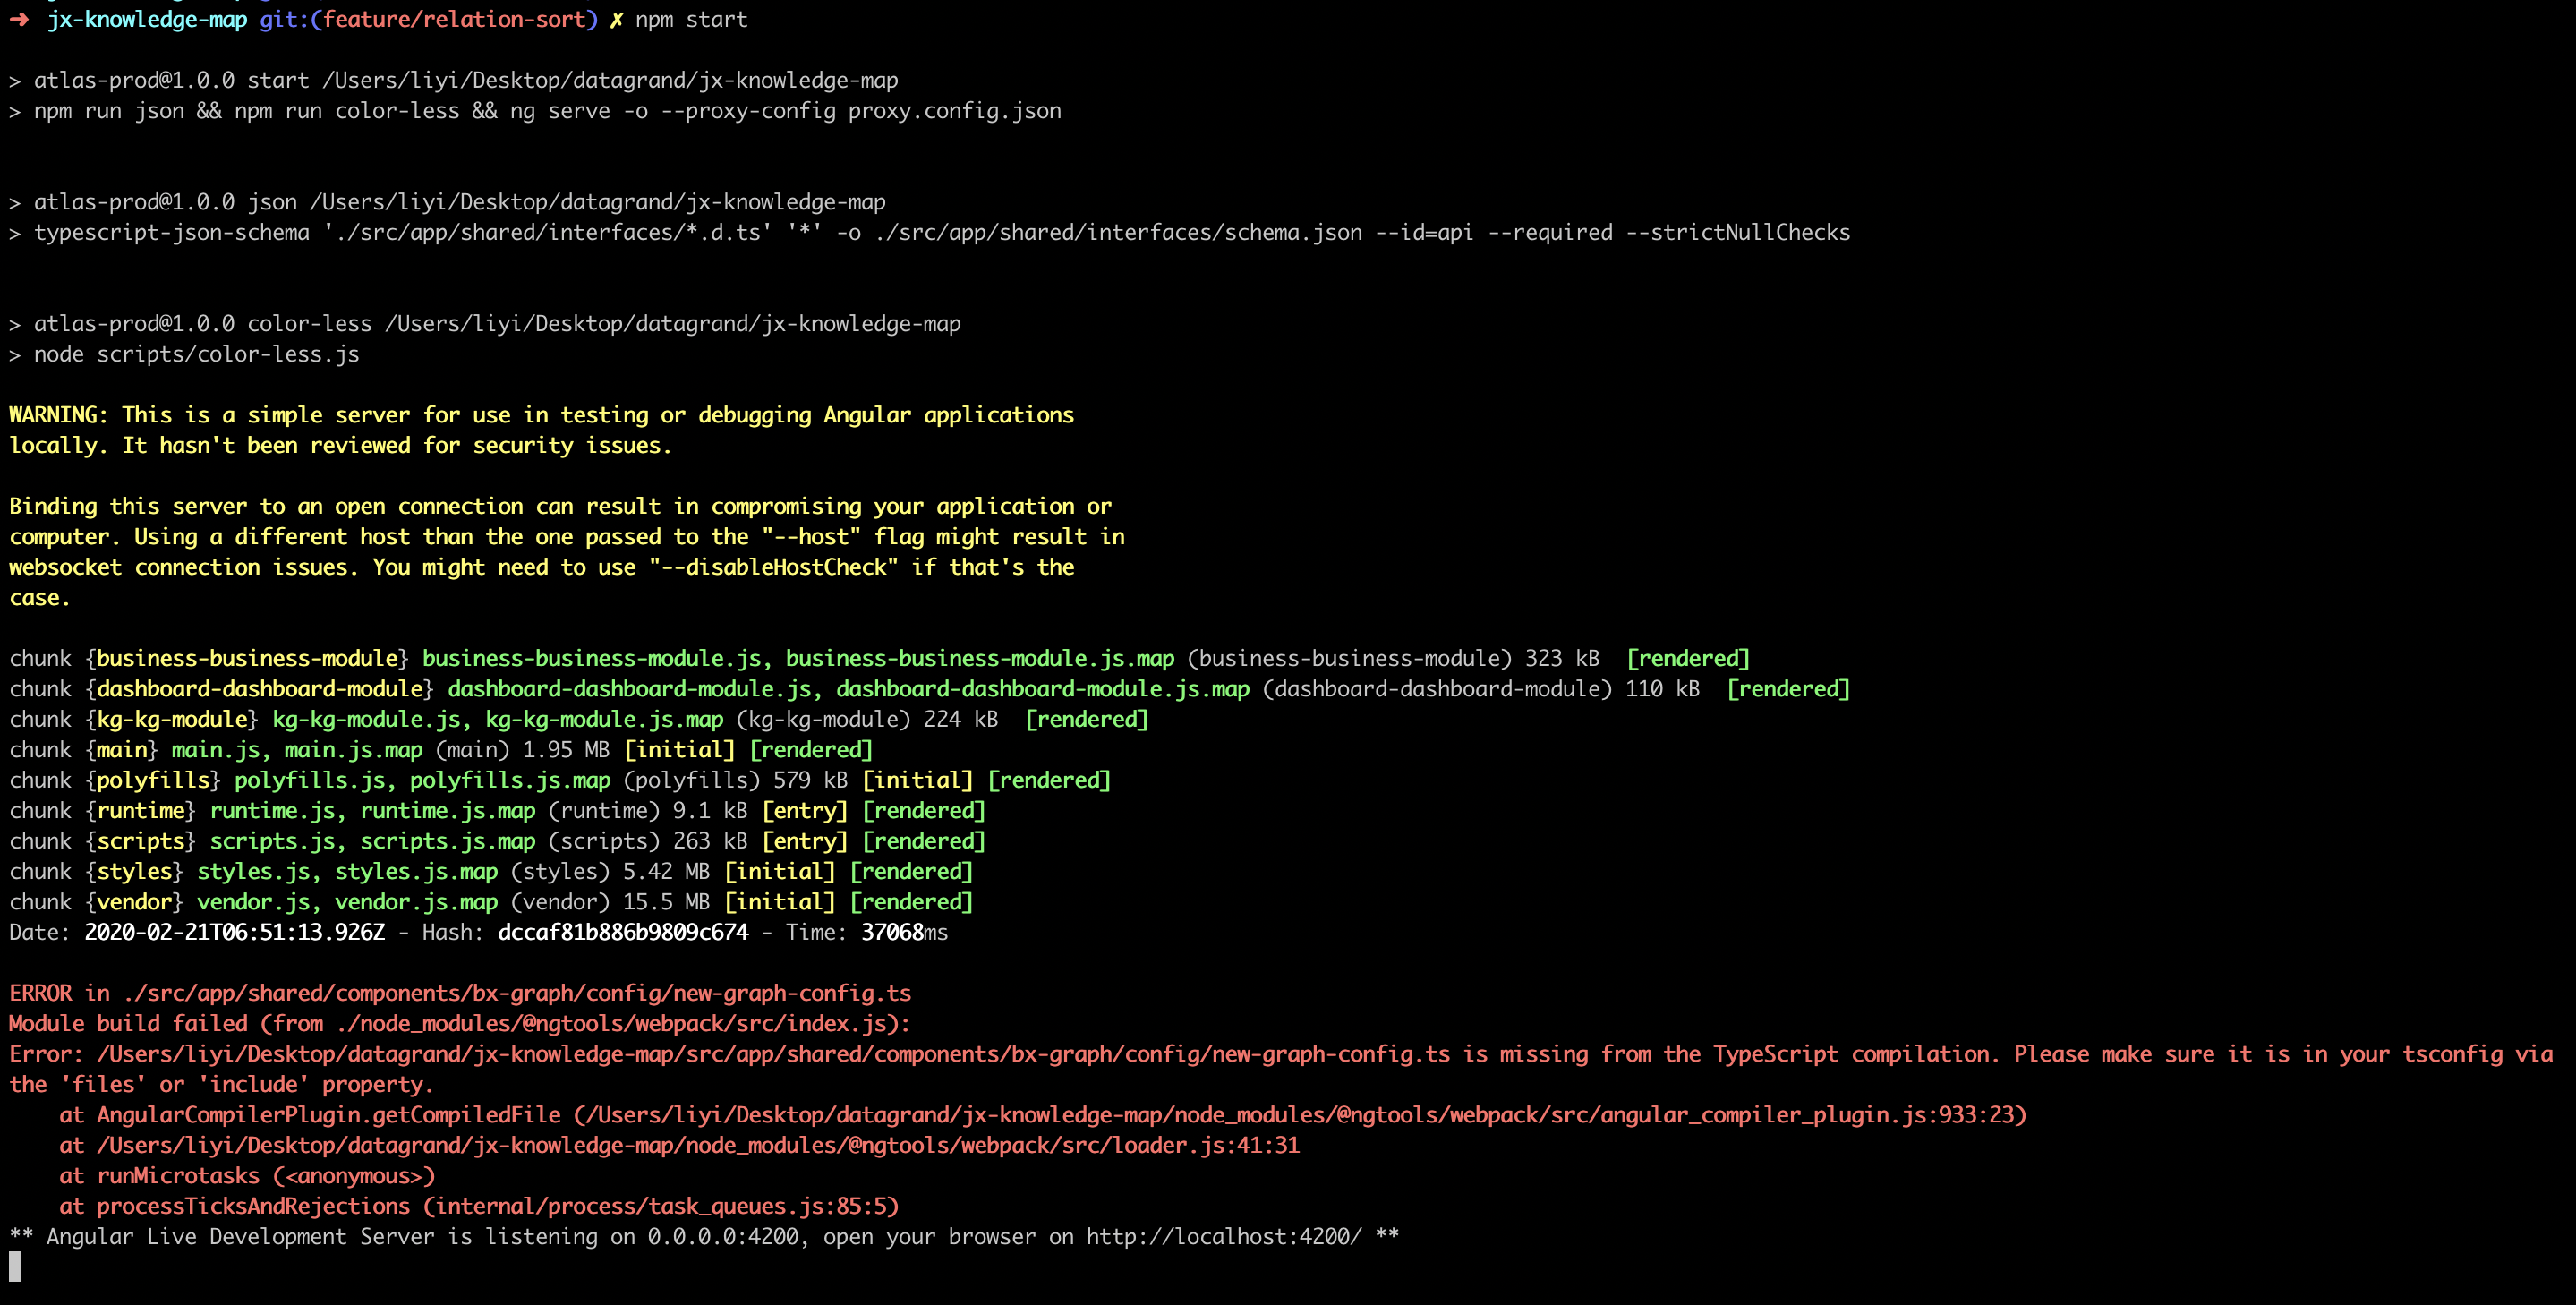 ➜  jx-knowledge-map git:(feature/relation-sort) ✗ npm start
> atlas-prod@1.0.0 start /Users/liyi/Desktop/datagrand/jx-knowledge-map
> npm run json && npm run color-less && ng serve -o --proxy-config proxy.config.json
> atlas-prod@1.0.0 json /Users/liyi/Desktop/datagrand/jx-knowledge-map
> typescript-json-schema './src/app/shared/interfaces/*.d.ts' '*' -o ./src/app/shared/interfaces/schema.json --id=api --required --strictNullChecks
> atlas-prod@1.0.0 color-less /Users/liyi/Desktop/datagrand/jx-knowledge-map
> node scripts/color-less.js
WARNING: This is a simple server for use in testing or debugging Angular applications
locally. It hasn't been reviewed for security issues.
Binding this server to an open connection can result in compromising your application or
computer. Using a different host than the one passed to the "--host" flag might result in
websocket connection issues. You might need to use "--disableHostCheck" if that's the
case.
chunk {business-business-module} business-business-module.js, business-business-module.js.map (business-business-module) 323 kB  [rendered]
chunk {dashboard-dashboard-module} dashboard-dashboard-module.js, dashboard-dashboard-module.js.map (dashboard-dashboard-module) 110 kB  [rendered]
chunk {kg-kg-module} kg-kg-module.js, kg-kg-module.js.map (kg-kg-module) 224 kB  [rendered]
chunk {main} main.js, main.js.map (main) 1.95 MB [initial] [rendered]
chunk {polyfills} polyfills.js, polyfills.js.map (polyfills) 579 kB [initial] [rendered]
chunk {runtime} runtime.js, runtime.js.map (runtime) 9.1 kB [entry] [rendered]
chunk {scripts} scripts.js, scripts.js.map (scripts) 263 kB [entry] [rendered]
chunk {styles} styles.js, styles.js.map (styles) 5.42 MB [initial] [rendered]
chunk {vendor} vendor.js, vendor.js.map (vendor) 15.5 MB [initial] [rendered]
Date: 2020-02-21T06:51:13.926Z - Hash: dccaf81b886b9809c674 - Time: 37068ms
ERROR in ./src/app/shared/components/bx-graph/config/new-graph-config.ts
Module build failed (from ./node_modules/@ngtools/webpack/src/index.js):
Error: /Users/liyi/Desktop/datagrand/jx-knowledge-map/src/app/shared/components/bx-graph/config/new-graph-config.ts is missing from the TypeScript compilation. Please make sure it is in your tsconfig via
the 'files' or 'include' property.
    at AngularCompilerPlugin.getCompiledFile (/Users/liyi/Desktop/datagrand/jx-knowledge-map/node_modules/@ngtools/webpack/src/angular_compiler_plugin.js:933:23)
    at /Users/liyi/Desktop/datagrand/jx-knowledge-map/node_modules/@ngtools/webpack/src/loader.js:41:31
    at runMicrotasks (<anonymous>)
    at processTicksAndRejections (internal/process/task_queues.js:85:5)
** Angular Live Development Server is listening on 0.0.0.0:4200, open your browser on http://localhost:4200/ **